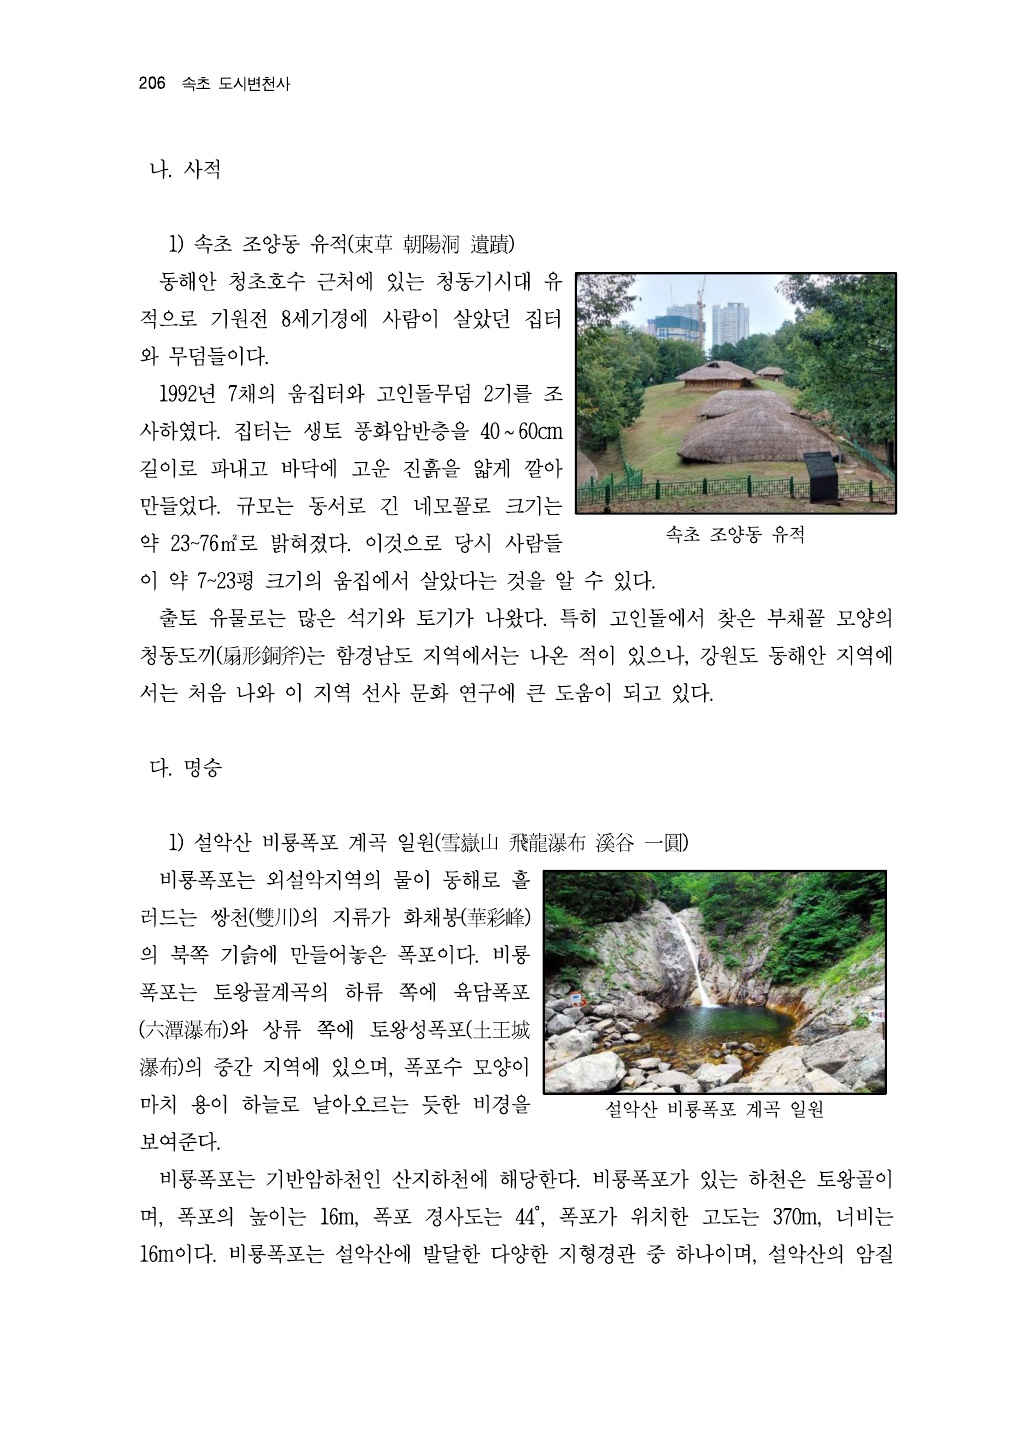 206 속초 도시변천사
나. 사적
1) 속초 조양동 유적(束草 朝陽洞 遺蹟)
동해안 청초호수 근처에 있는 청동기시대 유
적으로 기원전 8세기경에 사람이 살았던 집터
와 무덤들이다.
1992년 7채의 움집터와 고인돌무덤 2기를 조
사하였다. 집터는 생토 풍화암반층을 40～60cm
길이로 파내고 바닥에 고운 진흙을 얇게 깔아
만들었다. 규모는 동서로 긴 네모꼴로 크기는
약 23~76㎡로 밝혀졌다. 이것으로 당시 사람들
이 약 7~23평 크기의 움집에서 살았다는 것을 알 수 있다.
속초 조양동 유적
출토 유물로는 많은 석기와 토기가 나왔다. 특히 고인돌에서 찾은 부채꼴 모양의
청동도끼(扇形銅斧)는 함경남도 지역에서는 나온 적이 있으나, 강원도 동해안 지역에
서는 처음 나와 이 지역 선사 문화 연구에 큰 도움이 되고 있다.
다. 명승
1) 설악산 비룡폭포 계곡 일원(雪嶽山 飛龍瀑布 溪谷 一圓)
비룡폭포는 외설악지역의 물이 동해로 흘
러드는 쌍천(雙川)의 지류가 화채봉(華彩峰)
의 북쪽 기슭에 만들어놓은 폭포이다. 비룡
폭포는 토왕골계곡의 하류 쪽에 육담폭포
(六潭瀑布)와 상류 쪽에 토왕성폭포(土王城
瀑布)의 중간 지역에 있으며, 폭포수 모양이
마치 용이 하늘로 날아오르는 듯한 비경을
보여준다.
설악산 비룡폭포 계곡 일원
비룡폭포는 기반암하천인 산지하천에 해당한다. 비룡폭포가 있는 하천은 토왕골이
며, 폭포의 높이는 16m, 폭포 경사도는 44°, 폭포가 위치한 고도는 370m, 너비는
16m이다. 비룡폭포는 설악산에 발달한 다양한 지형경관 중 하나이며, 설악산의 암질